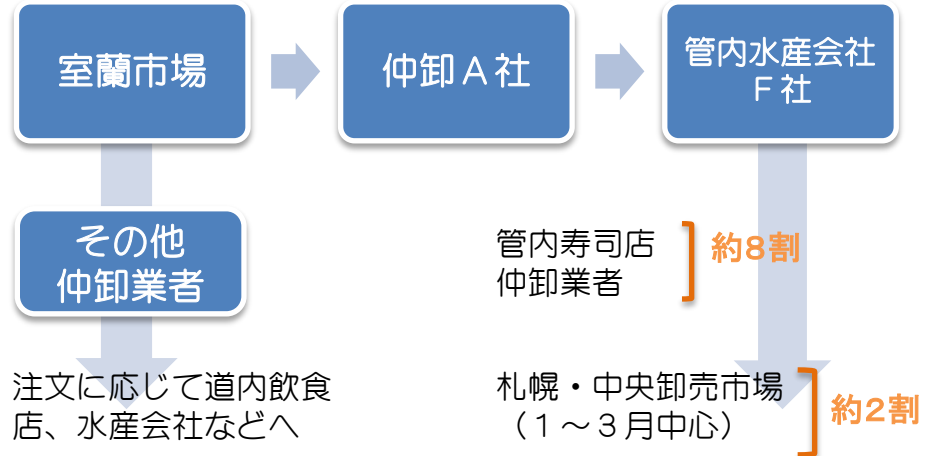 室蘭市場
仲卸Ａ社
管内水産会社
Ｆ社
その他
仲卸業者
管内寿司店
仲卸業者
約8割
注文に応じて道内飲食
店、水産会社などへ
札幌・中央卸売市場
（１～３月中心）
約2割